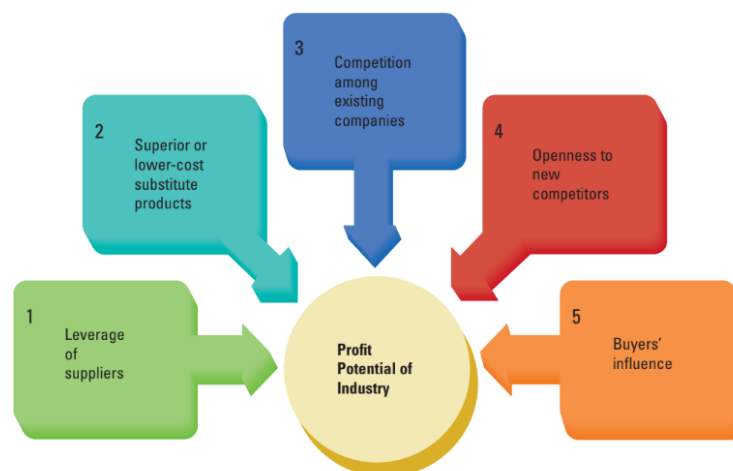 1
Leverage
of
suppliers
2
Superior or
lower-cost
substitute
products
3
Competition
among
existing
companies
4
Openness to
new
competitors
5
Buyers'
influence
Profit
Potential of
Industry